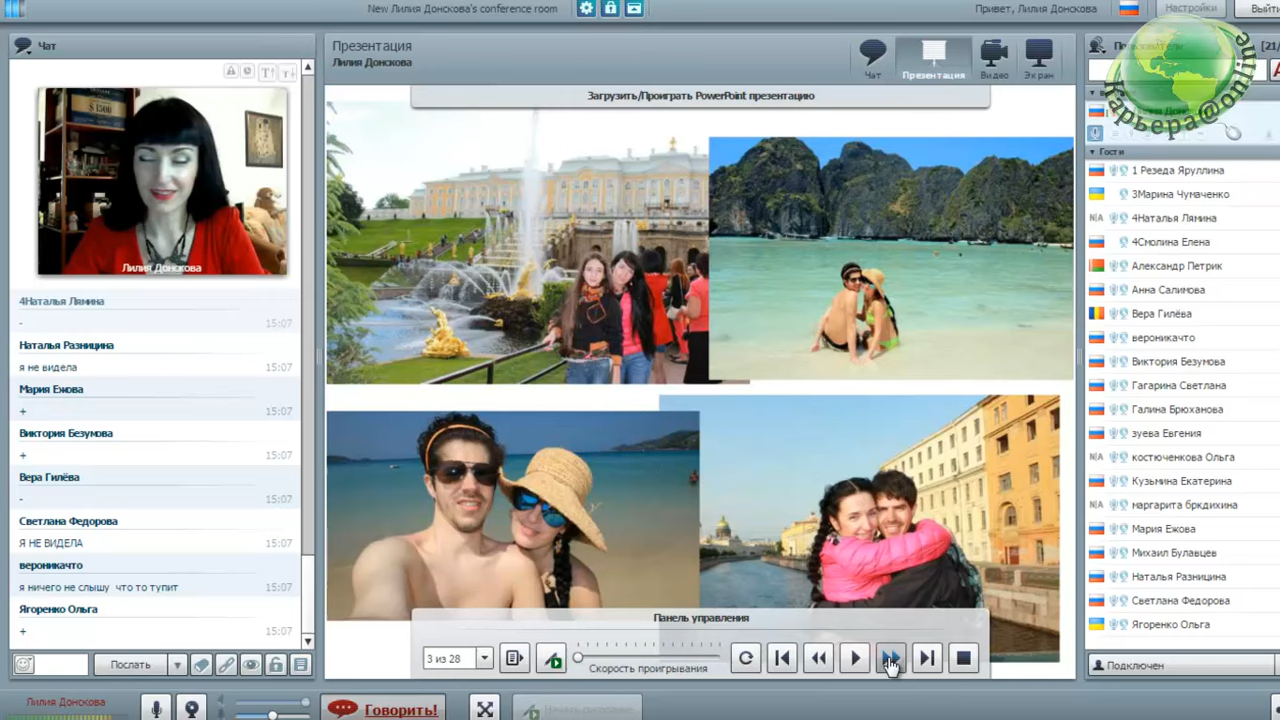 New Лилия Донскова's conference room
Привет, Лилия Донскова
Настройки
Выйти
Чат
$1500
Лилия Донскова
4Наталья Лямина
-
15:07
Наталья Разницина
я не видела
15:07
Мария Ежова
+
15:07
Виктория Безумова
+
15:07
Вера Гилёва
-
15:07
Светлана Федорова
Я НЕ ВИДЕЛА
15:07
вероникачто
я ничего не слышу что то тупит
15:07
Ягоренко Ольга
+
15:07
Послать
Лилия Донскова
Говорить!
Презентация
Лилия Донскова
Чат
Презентация
Видео
Экран
Загрузить/Проиграть PowerPoint презентацию
Панель управления
3 из 28
Скорость проигрывания
[21/
Карьера@online
Гости
1 Резеда Яруллина
3Марина Чумаченко
N/A 4Наталья Лямина
4Смолина Елена
Александр Петрик
Анна Салимова
Вера Гилёва
вероникачто
Виктория Безумова
Гагарина Светлана
Галина Брюханова
зуева Евгения
N/A костюченкова Ольга
Кузьмина Екатерина
N/A маргарита бркдихина
Мария Ежова
Михаил Булавцев
Наталья Разницина
Светлана Федорова
Ягоренко Ольга
Подключен